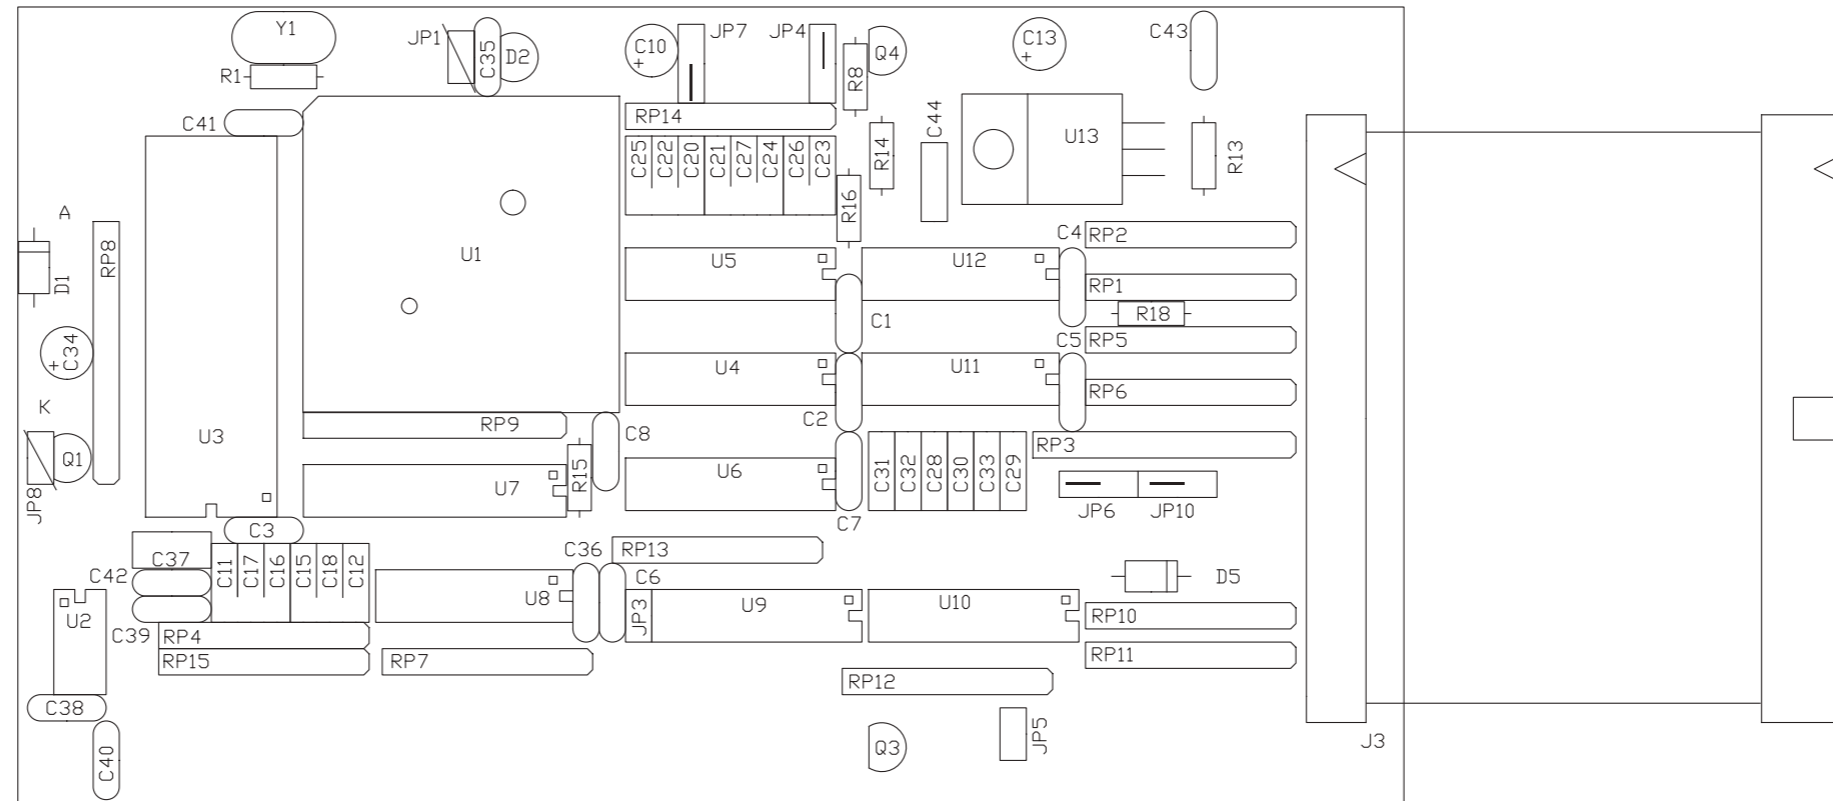 Y1
JP1
C35
D2
C10
+
JP7
JP4
R8
Q4
C13
+
C43
R1
C41
RP14
C44
U13
R13
C25
C22
C20
C21
C27
C24
C26
C23
R14
R16
A
RP8
U1
C4
RP2
D1
U5
U12
RP1
C1
R18
+
C34
C5
RP5
U4
U11
RP6
K
C2
RP9
C8
U3
RP3
Q1
R15
U6
C31
C32
C28
C30
C33
C29
JP8
U7
C7
JP6
JP10
C3
C37
C36
RP13
C42
C11
C17
C16
C15
C18
C12
C6
D5
U2
U8
JP3
U9
U10
RP10
C39
RP4
RP15
RP7
RP11
RP12
C38
C40
Q3
JP5
J3